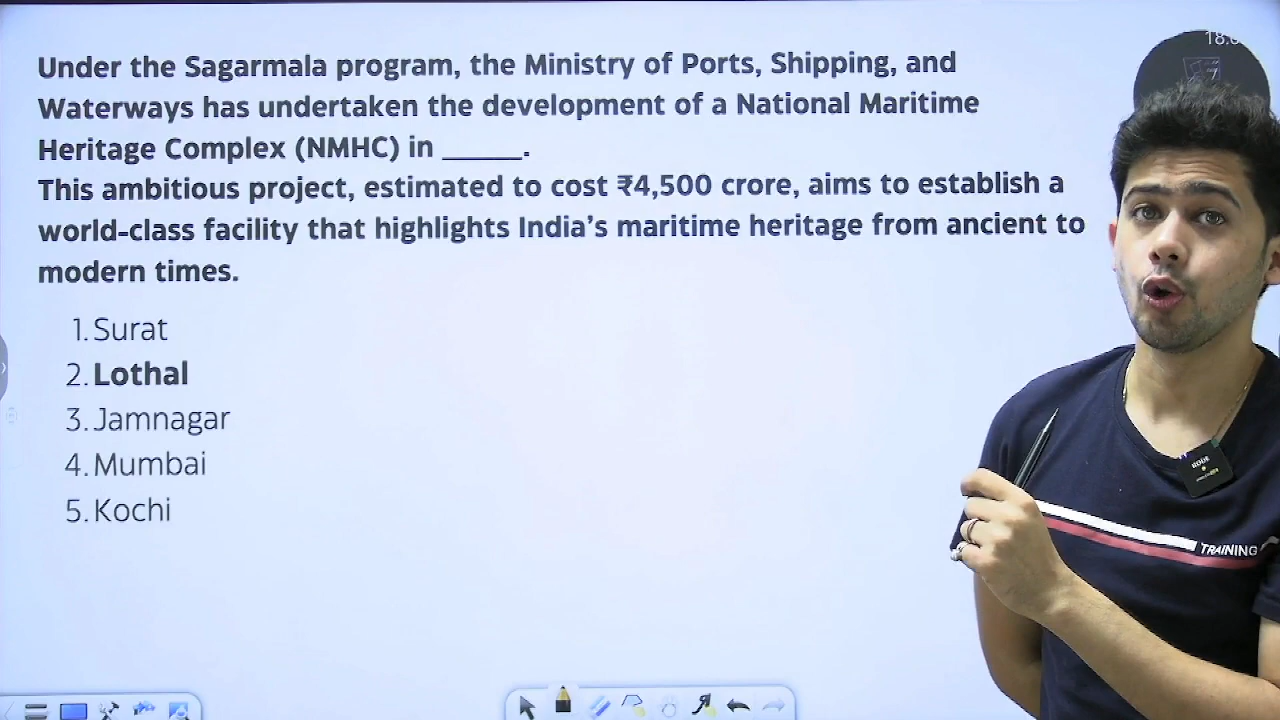 Under the Sagarmala program, the Ministry of Ports, Shipping, and
Waterways has undertaken the development of a National Maritime
Heritage Complex (NMHC) in _____.
This ambitious project, estimated to cost ₹4,500 crore, aims to establish a
world-class facility that highlights India’s maritime heritage from ancient to
modern times.
1. Surat
2. Lothal
3. Jamnagar
4. Mumbai
5. Kochi
RODE
TRAINING